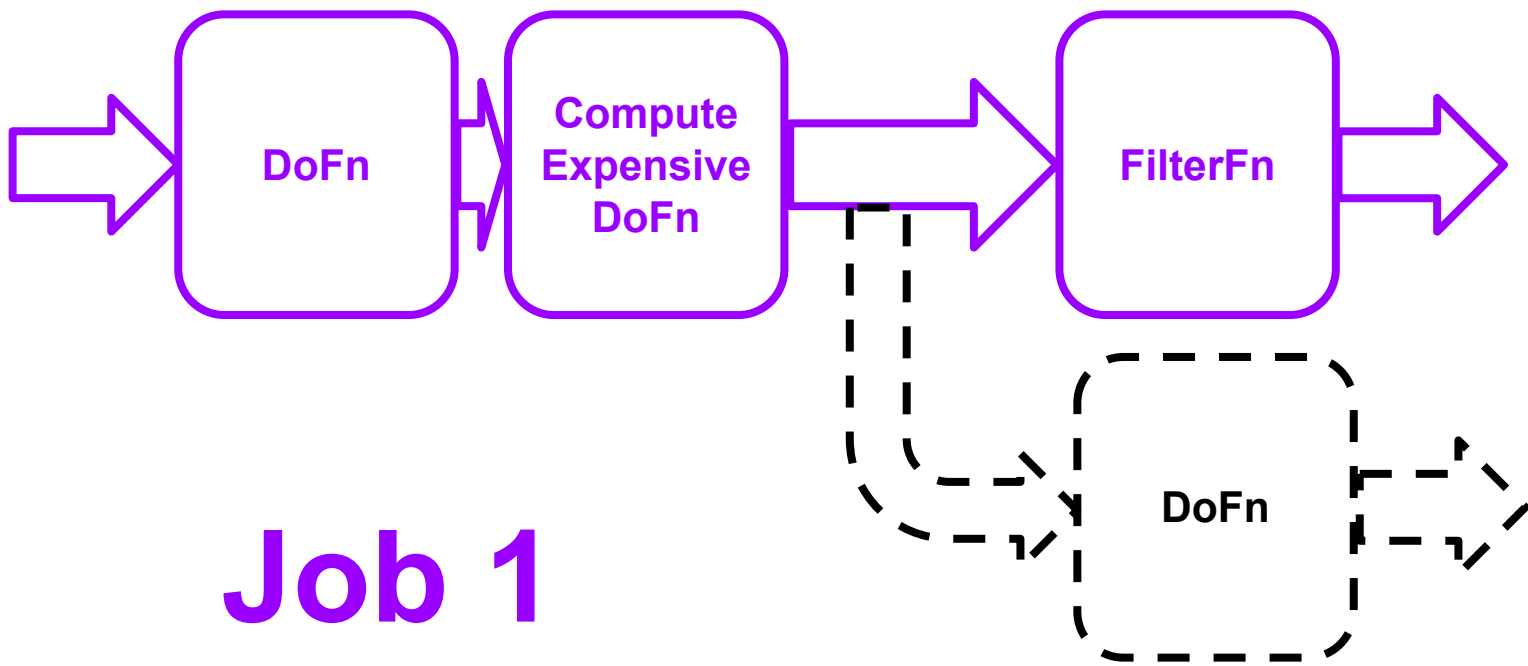 DoFn
Compute
Expensive
DoFn
FilterFn
DoFn
Job 1